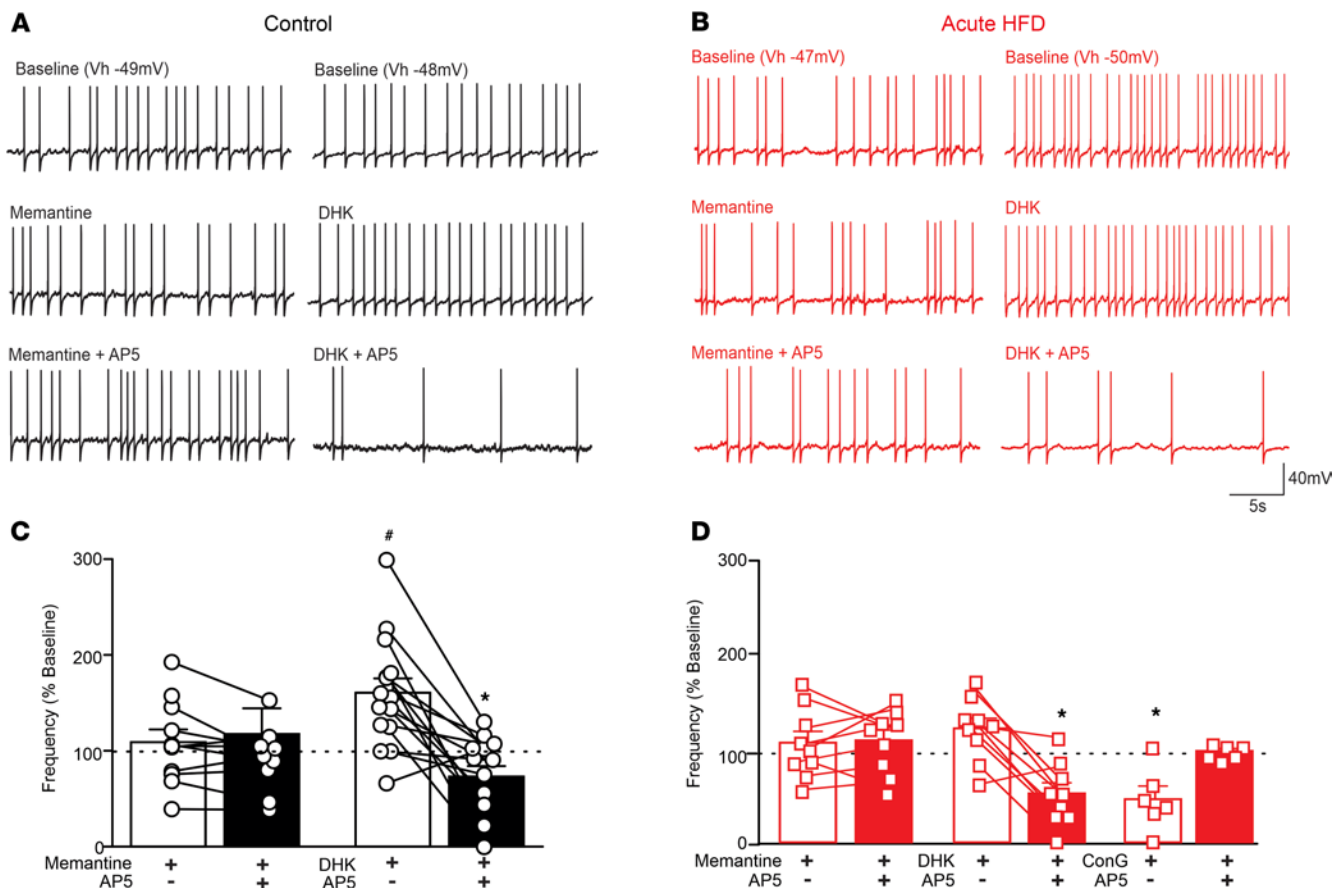 A
Control
Baseline (Vh -49mV)
Baseline (Vh -48mV)
Memantine
DHK
Memantine + AP5
DHK + AP5
B
Acute HFD
Baseline (Vh -47mV)
Baseline (Vh -50mV)
Memantine
DHK
Memantine + AP5
DHK + AP5
40mV
5s
C
Frequency (% Baseline)
300
200
100
0
#
*
Memantine + + DHK + +
AP5 - + AP5 - +
D
Frequency (% Baseline)
300
200
100
0
* *
Memantine + + DHK + + ConG + +
AP5 - + AP5 - + AP5 - +